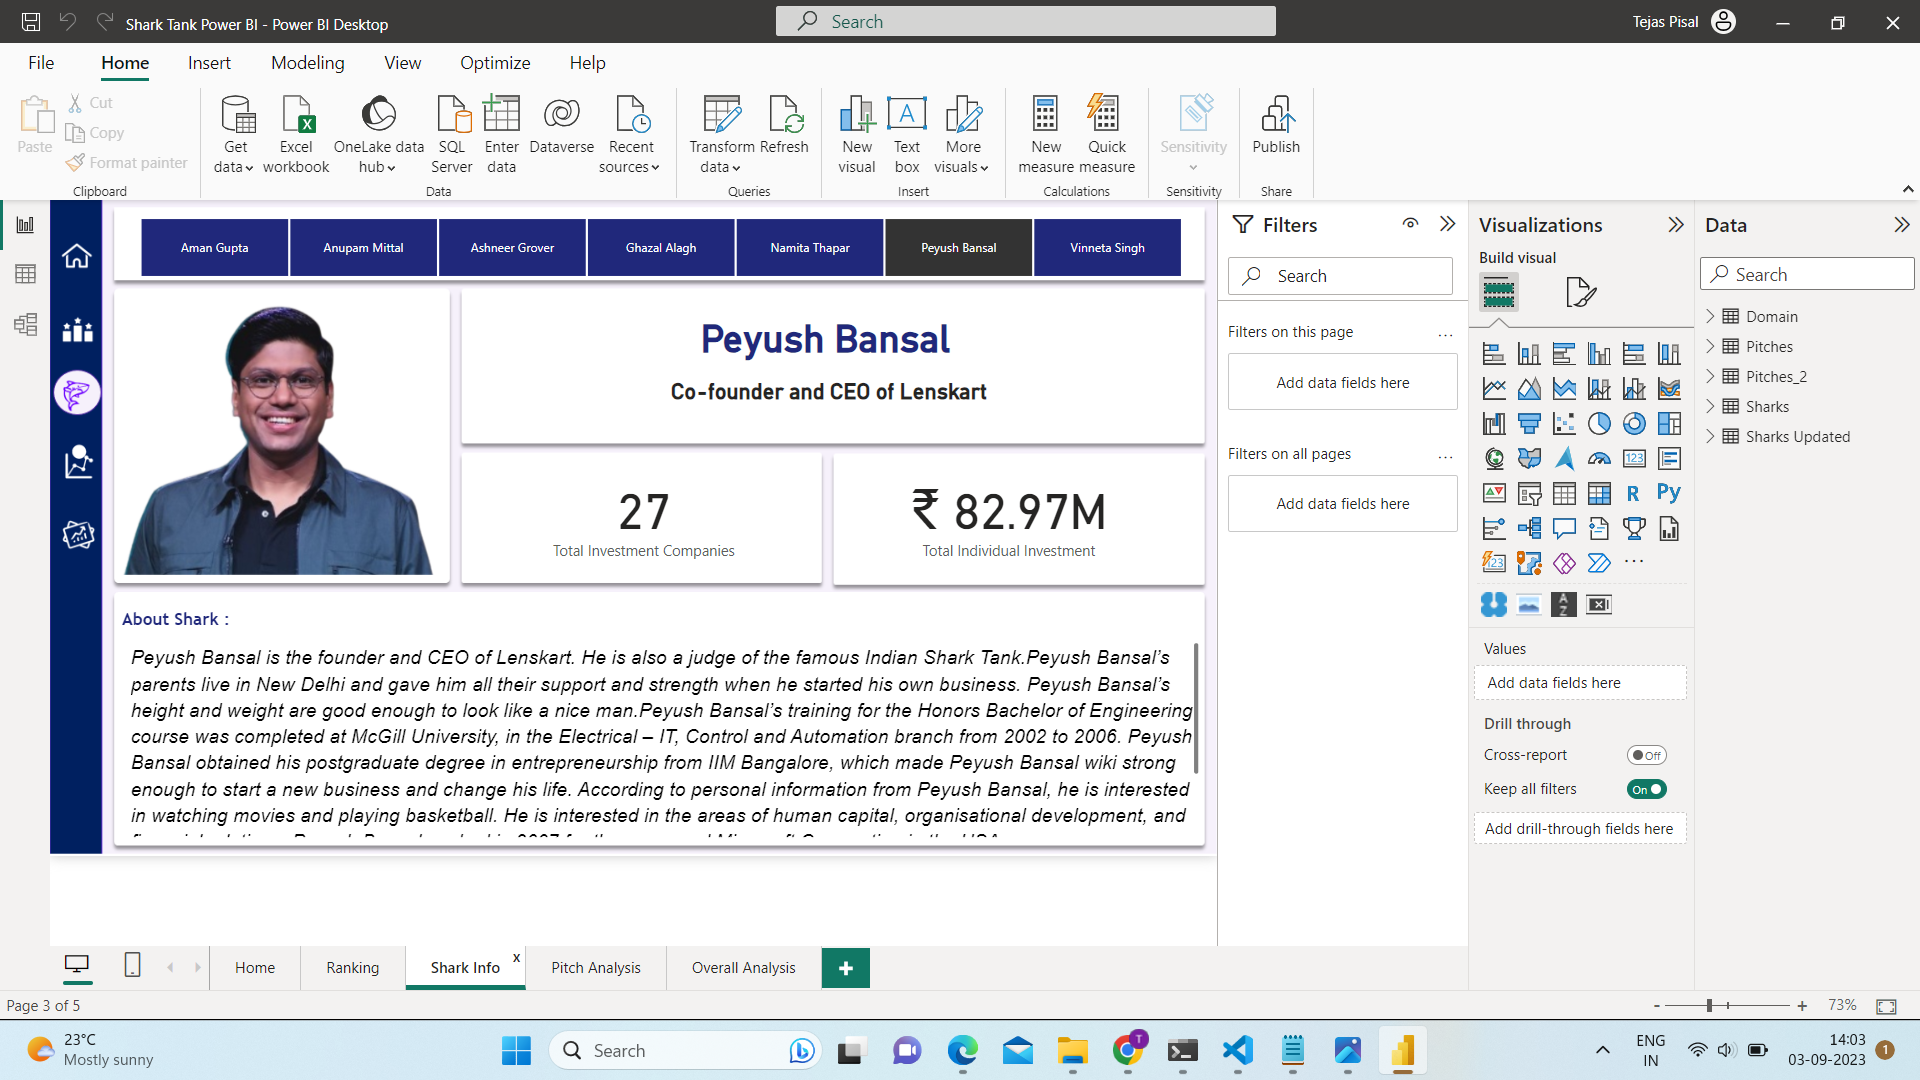 Shark Tank Power BI - Power BI Desktop
Search
Tejas Pisal
File Home Insert Modeling View Optimize Help
Paste
Cut
Copy
Format painter
Clipboard
Get data
Excel workbook
OneLake data hub
SQL Server
Enter data
Dataverse
Recent sources
Data
Transform data
Refresh
Queries
New visual
Text box
More visuals
Insert
New measure
Quick measure
Calculations
Sensitivity
Sensitivity
Publish
Share
Aman Gupta
Anupam Mittal
Ashneer Grover
Ghazal Alagh
Namita Thapar
Peyush Bansal
Vinneta Singh
Peyush Bansal
Co-founder and CEO of Lenskart
27
Total Investment Companies
₹ 82.97M
Total Individual Investment
About Shark :
Peyush Bansal is the founder and CEO of Lenskart. He is also a judge of the famous Indian Shark Tank.Peyush Bansal’s
parents live in New Delhi and gave him all their support and strength when he started his own business. Peyush Bansal’s
height and weight are good enough to look like a nice man.Peyush Bansal’s training for the Honors Bachelor of Engineering
course was completed at McGill University, in the Electrical – IT, Control and Automation branch from 2002 to 2006. Peyush
Bansal obtained his postgraduate degree in entrepreneurship from IIM Bangalore, which made Peyush Bansal wiki strong
enough to start a new business and change his life. According to personal information from Peyush Bansal, he is interested
in watching movies and playing basketball. He is interested in the areas of human capital, organisational development, and
Filters
Search
Filters on this page
...
Add data fields here
Filters on all pages
...
Add data fields here
Visualizations
Build visual
123
R
Py
123
...
A
Z
Values
Add data fields here
Drill through
Cross-report
Off
Keep all filters
On
Add drill-through fields here
Data
Search
Domain
Pitches
Pitches_2
Sharks
Sharks Updated
Home
Ranking
Shark Info
x
Pitch Analysis
Overall Analysis
+
Page 3 of 5
- + 73%
23°C
Mostly sunny
Search
T
ENG
IN
14:03
03-09-2023
1